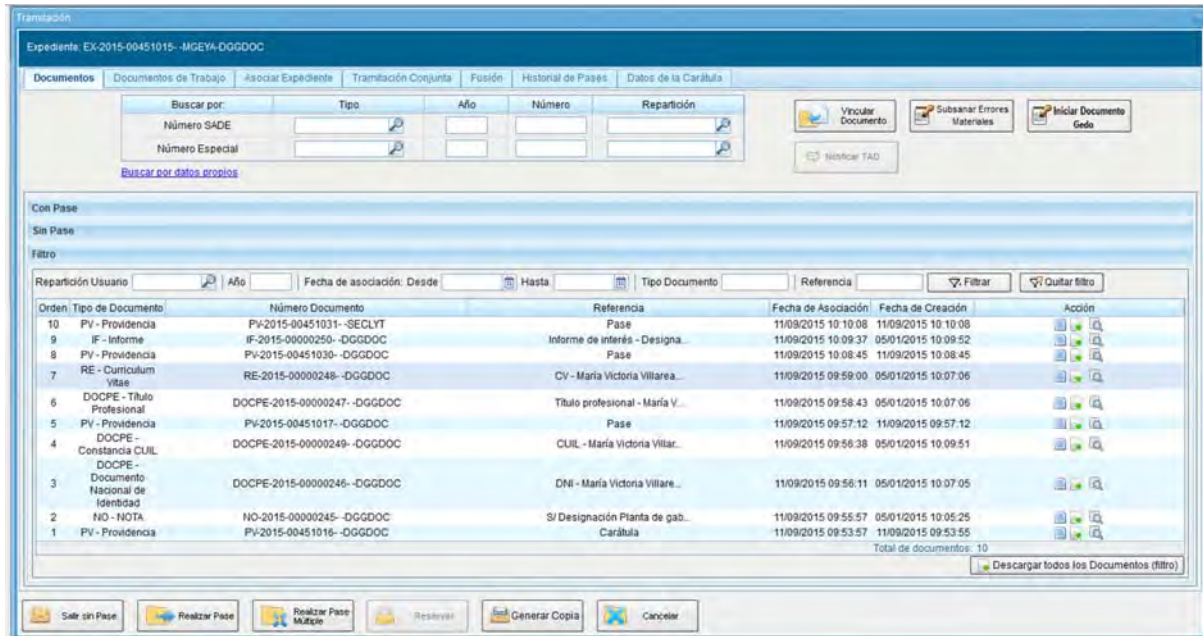 Tramitación
Expediente: EX-2015-00451015- -MGEYA-DGGDOC
Documentos Documentos de Trabajo Asociar Expediente Tramitación Conjunta Fusión Historial de Pases Datos de la Carátula
Buscar por: Tipo Año Número Repartición
Número SADE
Número Especial
Buscar por datos propios
Vincular Documento
Subsanar Errores Materiales
Iniciar Documento Gedo
Notificar TAD
Con Pase
Sin Pase
Filtro
Repartición Usuario Año Fecha de asociación: Desde Hasta Tipo Documento Referencia Filtrar Quitar filtro
Orden Tipo de Documento Número Documento Referencia Fecha de Asociación Fecha de Creación Acción
10 PV - Providencia PV-2015-00451031- -SECLYT Pase 11/09/2015 10:10:08 11/09/2015 10:10:08
9 IF - Informe IF-2015-00000250- -DGGDOC Informe de interés - Designa... 11/09/2015 10:09:37 05/01/2015 10:09:52
8 PV - Providencia PV-2015-00451030- -DGGDOC Pase 11/09/2015 10:08:45 11/09/2015 10:08:45
7 RE - Curriculum Vitae RE-2015-00000248- -DGGDOC CV - María Victoria Villarea... 11/09/2015 09:59:00 05/01/2015 10:07:06
6 DOCPE - Título Profesional DOCPE-2015-00000247- -DGGDOC Título profesional - María V... 11/09/2015 09:58:43 05/01/2015 10:07:06
5 PV - Providencia PV-2015-00451017- -DGGDOC Pase 11/09/2015 09:57:12 11/09/2015 09:57:12
4 DOCPE - Constancia CUIL DOCPE-2015-00000249- -DGGDOC CUIL - María Victoria Villar... 11/09/2015 09:56:38 05/01/2015 10:09:51
3 DOCPE - Documento Nacional de Identidad DOCPE-2015-00000246- -DGGDOC DNI - María Victoria Villare... 11/09/2015 09:56:11 05/01/2015 10:07:05
2 NO - NOTA NO-2015-00000245- -DGGDOC S/ Designación Planta de gab... 11/09/2015 09:55:57 05/01/2015 10:05:25
1 PV - Providencia PV-2015-00451016- -DGGDOC Carátula 11/09/2015 09:53:57 11/09/2015 09:53:55
Total de documentos: 10
Descargar todos los Documentos (filtro)
Salir sin Pase Realizar Pase Realizar Pase Múltiple Reservar Generar Copia Cancelar